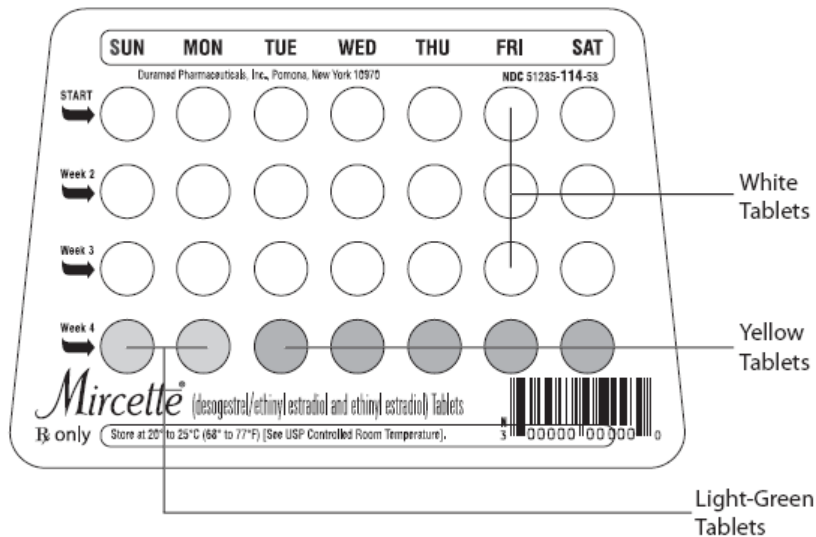 SUN MON TUE WED THU FRI SAT
Duramed Pharmaceuticals, Inc., Pomona, New York 10970 NDC 51285-114-58
START
White
Tablets
Week 2
Week 3
Week 4
Yellow
Tablets
Mircette® (desogestrel/ethinyl estradiol and ethinyl estradiol) Tablets
℞ only Store at 20° to 25°C (68° to 77°F) [See USP Controlled Room Temperature].
N
3 00000 00000 0
Light-Green
Tablets